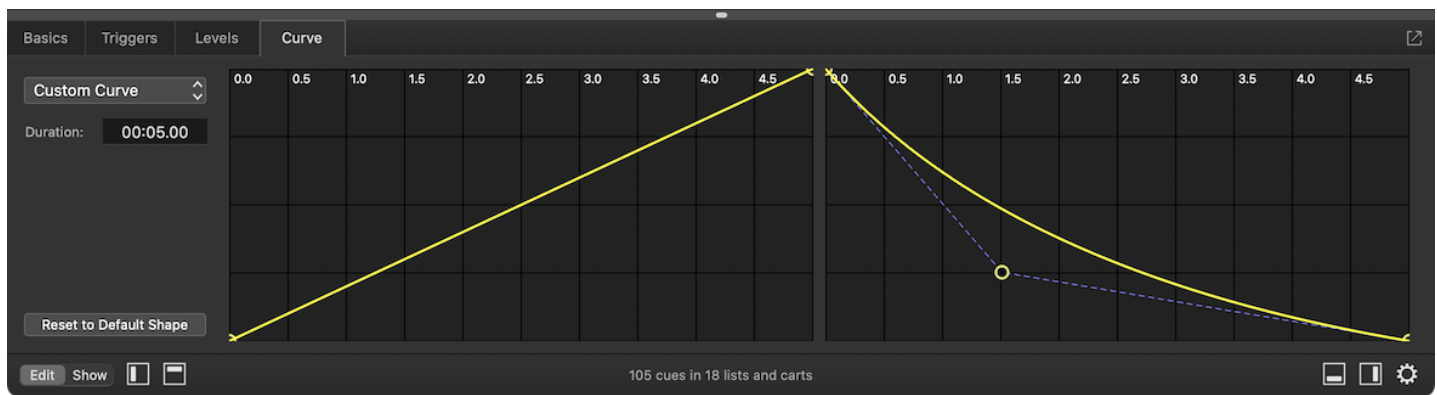 Basics Triggers Levels Curve
Custom Curve
0.0 0.5 1.0 1.5 2.0 2.5 3.0 3.5 4.0 4.5
0.0 0.5 1.0 1.5 2.0 2.5 3.0 3.5 4.0 4.5
Duration: 00:05.00
Reset to Default Shape
Edit Show
105 cues in 18 lists and carts